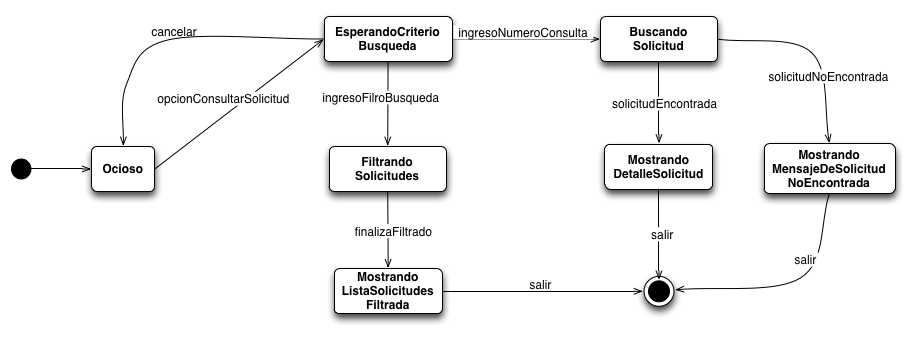 cancelar
EsperandoCriterio
Busqueda
ingresoNumeroConsulta
Buscando
Solicitud
solicitudNoEncontrada
opcionConsultarSolicitud
ingresoFilroBusqueda
solicitudEncontrada
Ocioso
Filtrando
Solicitudes
Mostrando
DetalleSolicitud
Mostrando
MensajeDeSolicitud
NoEncontrada
finalizaFiltrado
salir
salir
Mostrando
ListaSolicitudes
Filtrada
salir